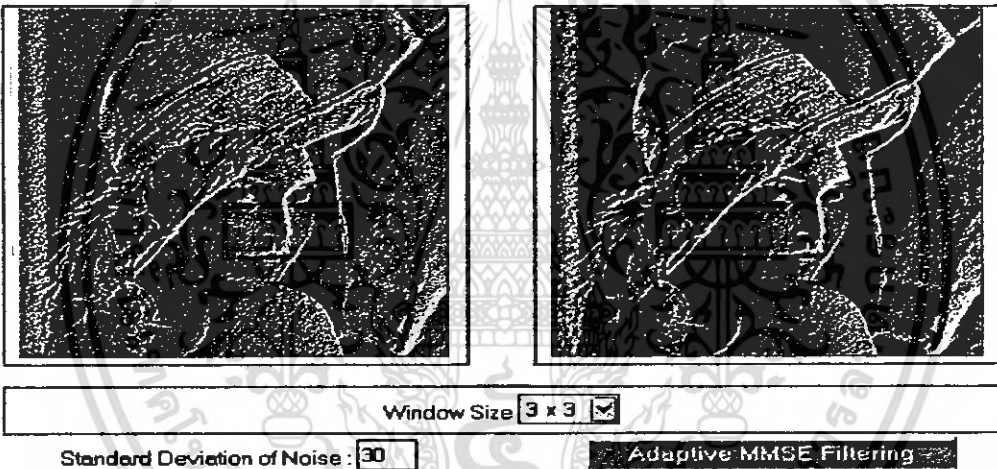 Window Size 3 x 3
Standard Deviation of Noise : 30
Adaptive MMSE Filtering